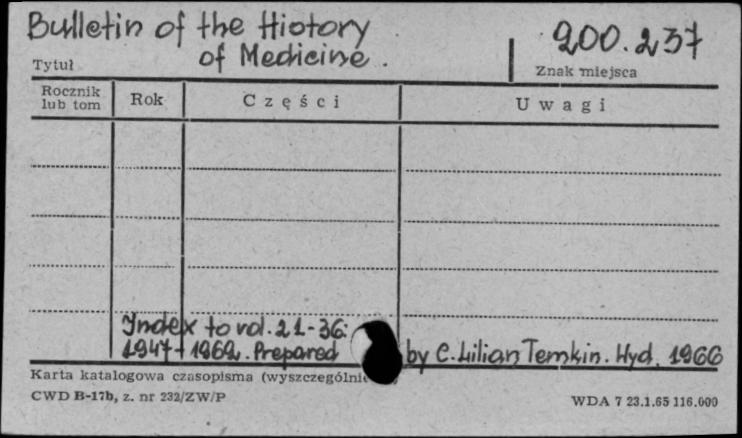 Bulletin of the History
of Medicine.
Tytuł
200.237
Znak miejsca
Rocznik
lub tom
Rok
Części
Uwagi
Index to vol. 21-36:
1947-1962. Prepared by C. Lilian Temkin. Wyd. 1966
Karta katalogowa czasopisma
CWD B-17b, z. nr 232/ZW/P
WDA 7 23.1.65 116.000